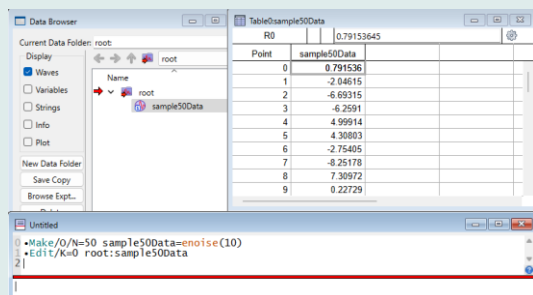 Data Browser
Current Data Folder: root:
Display
Waves
Variables
Strings
Info
Plot
New Data Folder
Save Copy
Browse Expt...
root
Name
root
sample50Data
Table0:sample50Data
R0 0.79153645
Point sample50Data
0 0.791536
1 -2.04615
2 -6.69315
3 -6.2591
4 4.99914
5 4.30803
6 -2.75405
7 -8.25178
8 7.30972
9 0.22729
Untitled
0 •Make/O/N=50 sample50Data=enoise(10)
1 •Edit/K=0 root:sample50Data
2